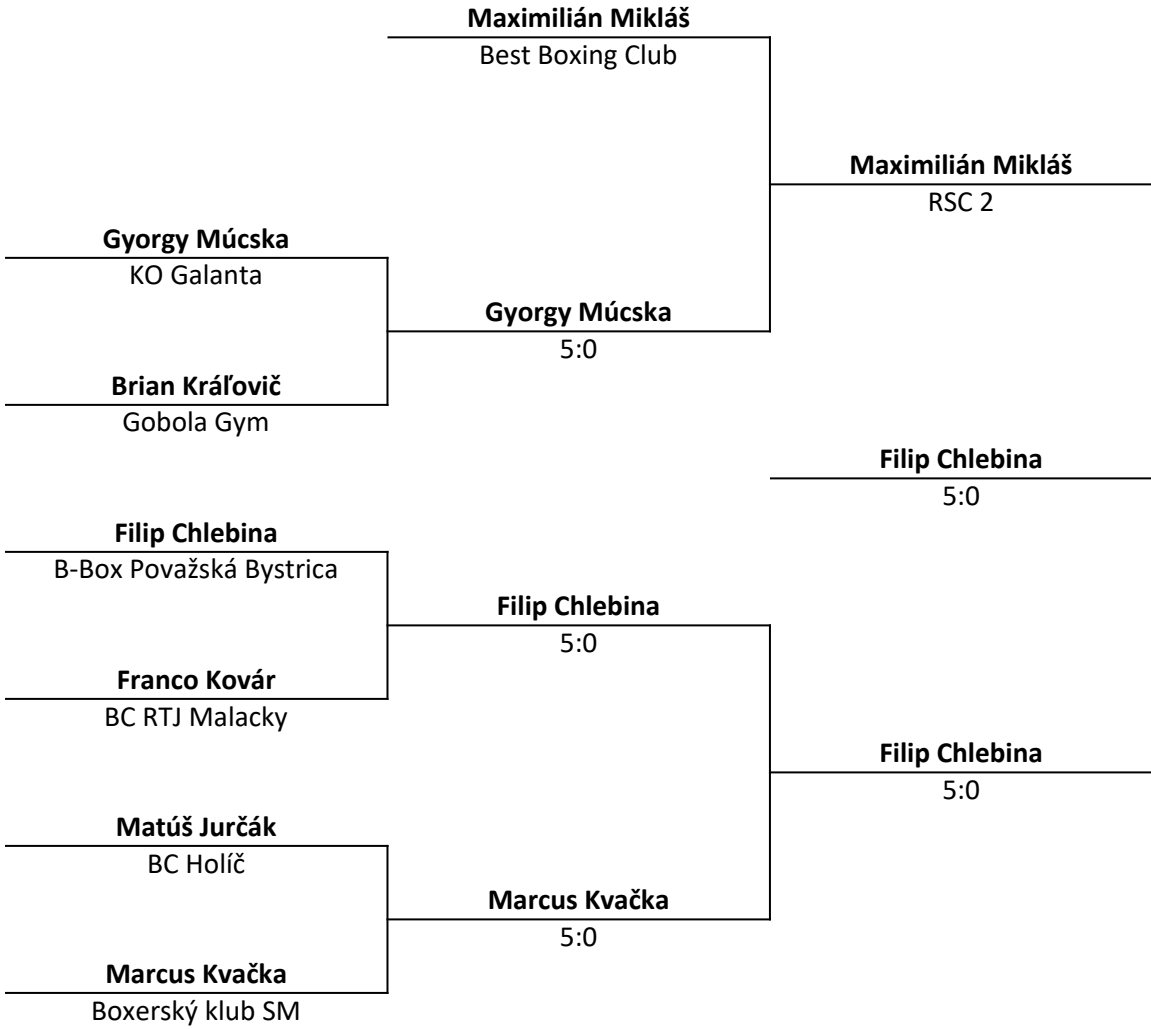 Maximilián Mikláš
Best Boxing Club
Maximilián Mikláš
RSC 2
Gyorgy Múcska
KO Galanta
Gyorgy Múcska
5:0
Brian Kráľovič
Gobola Gym
Filip Chlebina
5:0
Filip Chlebina
B-Box Považská Bystrica
Filip Chlebina
5:0
Franco Kovár
BC RTJ Malacky
Filip Chlebina
5:0
Matúš Jurčák
BC Holíč
Marcus Kvačka
5:0
Marcus Kvačka
Boxerský klub SM